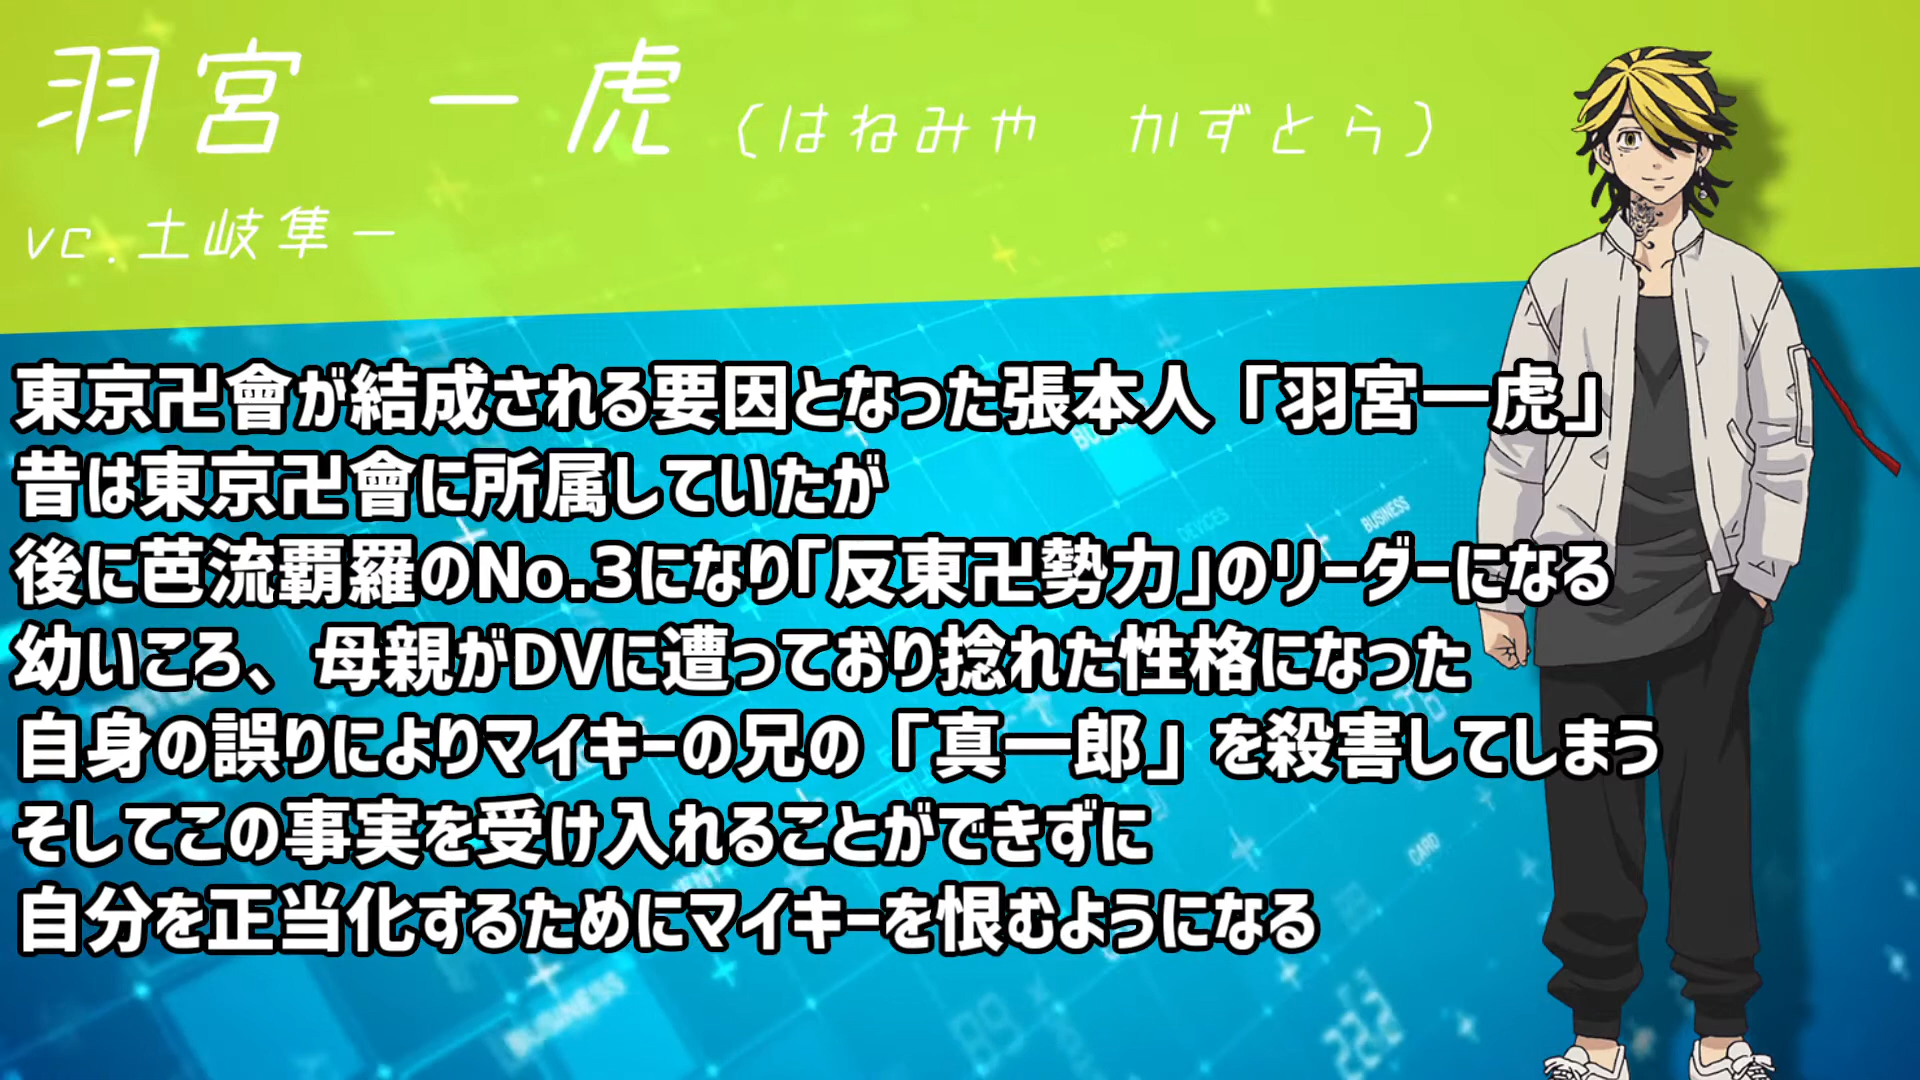 羽宮 一虎 (はねみや かずとら)
vc.土岐隼一
東京卍會が結成される要因となった張本人「羽宮一虎」
昔は東京卍會に所属していたが
後に芭流覇羅のNo.3になり「反東卍勢力」のリーダーになる
幼いころ、母親がDVに遭っており捻れた性格になった
自身の誤りによりマイキーの兄の「真一郎」を殺害してしまう
そしてこの事実を受け入れることができずに
自分を正当化するためにマイキーを恨むようになる
DEVICES
BUSINESS
CARD
BUSINESS